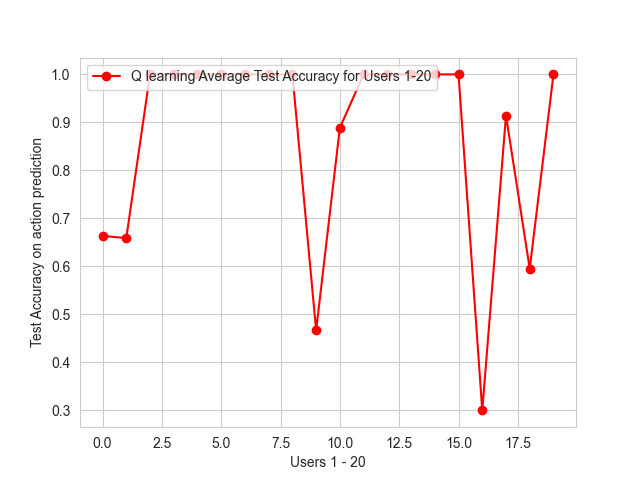 Q learning Average Test Accuracy for Users 1-20
Test Accuracy on action prediction
1.0
0.9
0.8
0.7
0.6
0.5
0.4
0.3
0.0 2.5 5.0 7.5 10.0 12.5 15.0 17.5
Users 1 - 20